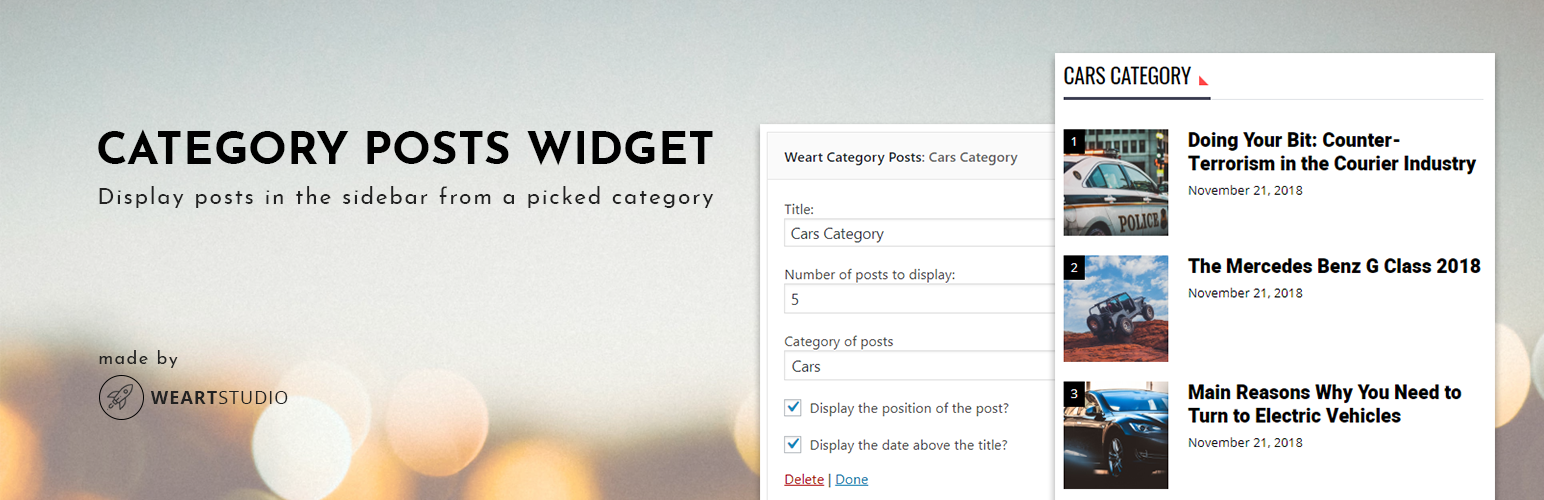 CATEGORY POSTS WIDGET
Display posts in the sidebar from a picked category
made by
WEARTSTUDIO
Weart Category Posts: Cars Category
Title:
Cars Category
Number of posts to display:
5
Category of posts
Cars
Display the position of the post?
Display the date above the title?
Delete | Done
CARS CATEGORY
1
POLICE
Doing Your Bit: Counter-
Terrorism in the Courier Industry
November 21, 2018
2
The Mercedes Benz G Class 2018
November 21, 2018
3
Main Reasons Why You Need to
Turn to Electric Vehicles
November 21, 2018